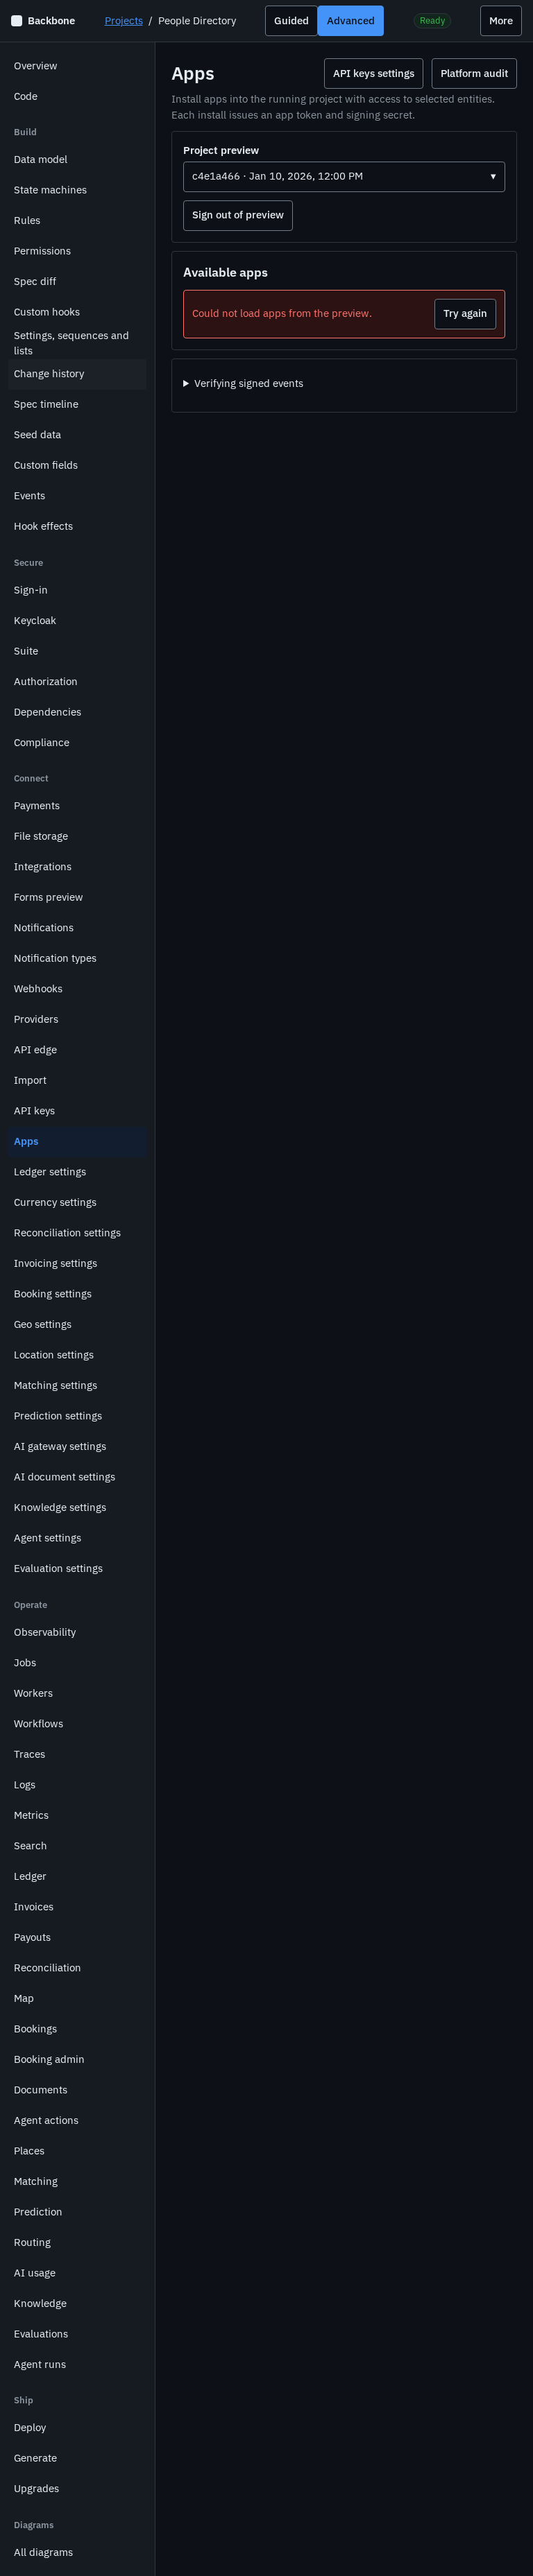 Backbone
Projects / People Directory
Guided
Advanced
Ready
More
Overview
Code
Build
Data model
State machines
Rules
Permissions
Spec diff
Custom hooks
Settings, sequences and
lists
Change history
Spec timeline
Seed data
Custom fields
Events
Hook effects
Secure
Sign-in
Keycloak
Suite
Authorization
Dependencies
Compliance
Connect
Payments
File storage
Integrations
Forms preview
Notifications
Notification types
Webhooks
Providers
API edge
Import
API keys
Apps
Ledger settings
Currency settings
Reconciliation settings
Invoicing settings
Booking settings
Geo settings
Location settings
Matching settings
Prediction settings
AI gateway settings
AI document settings
Knowledge settings
Agent settings
Evaluation settings
Operate
Observability
Jobs
Workers
Workflows
Traces
Logs
Metrics
Search
Ledger
Invoices
Payouts
Reconciliation
Map
Bookings
Booking admin
Documents
Agent actions
Places
Matching
Prediction
Routing
AI usage
Knowledge
Evaluations
Agent runs
Ship
Deploy
Generate
Upgrades
Diagrams
All diagrams
Apps
API keys settings
Platform audit
Install apps into the running project with access to selected entities.
Each install issues an app token and signing secret.
Project preview
c4e1a466 · Jan 10, 2026, 12:00 PM
Sign out of preview
Available apps
Could not load apps from the preview.
Try again
Verifying signed events